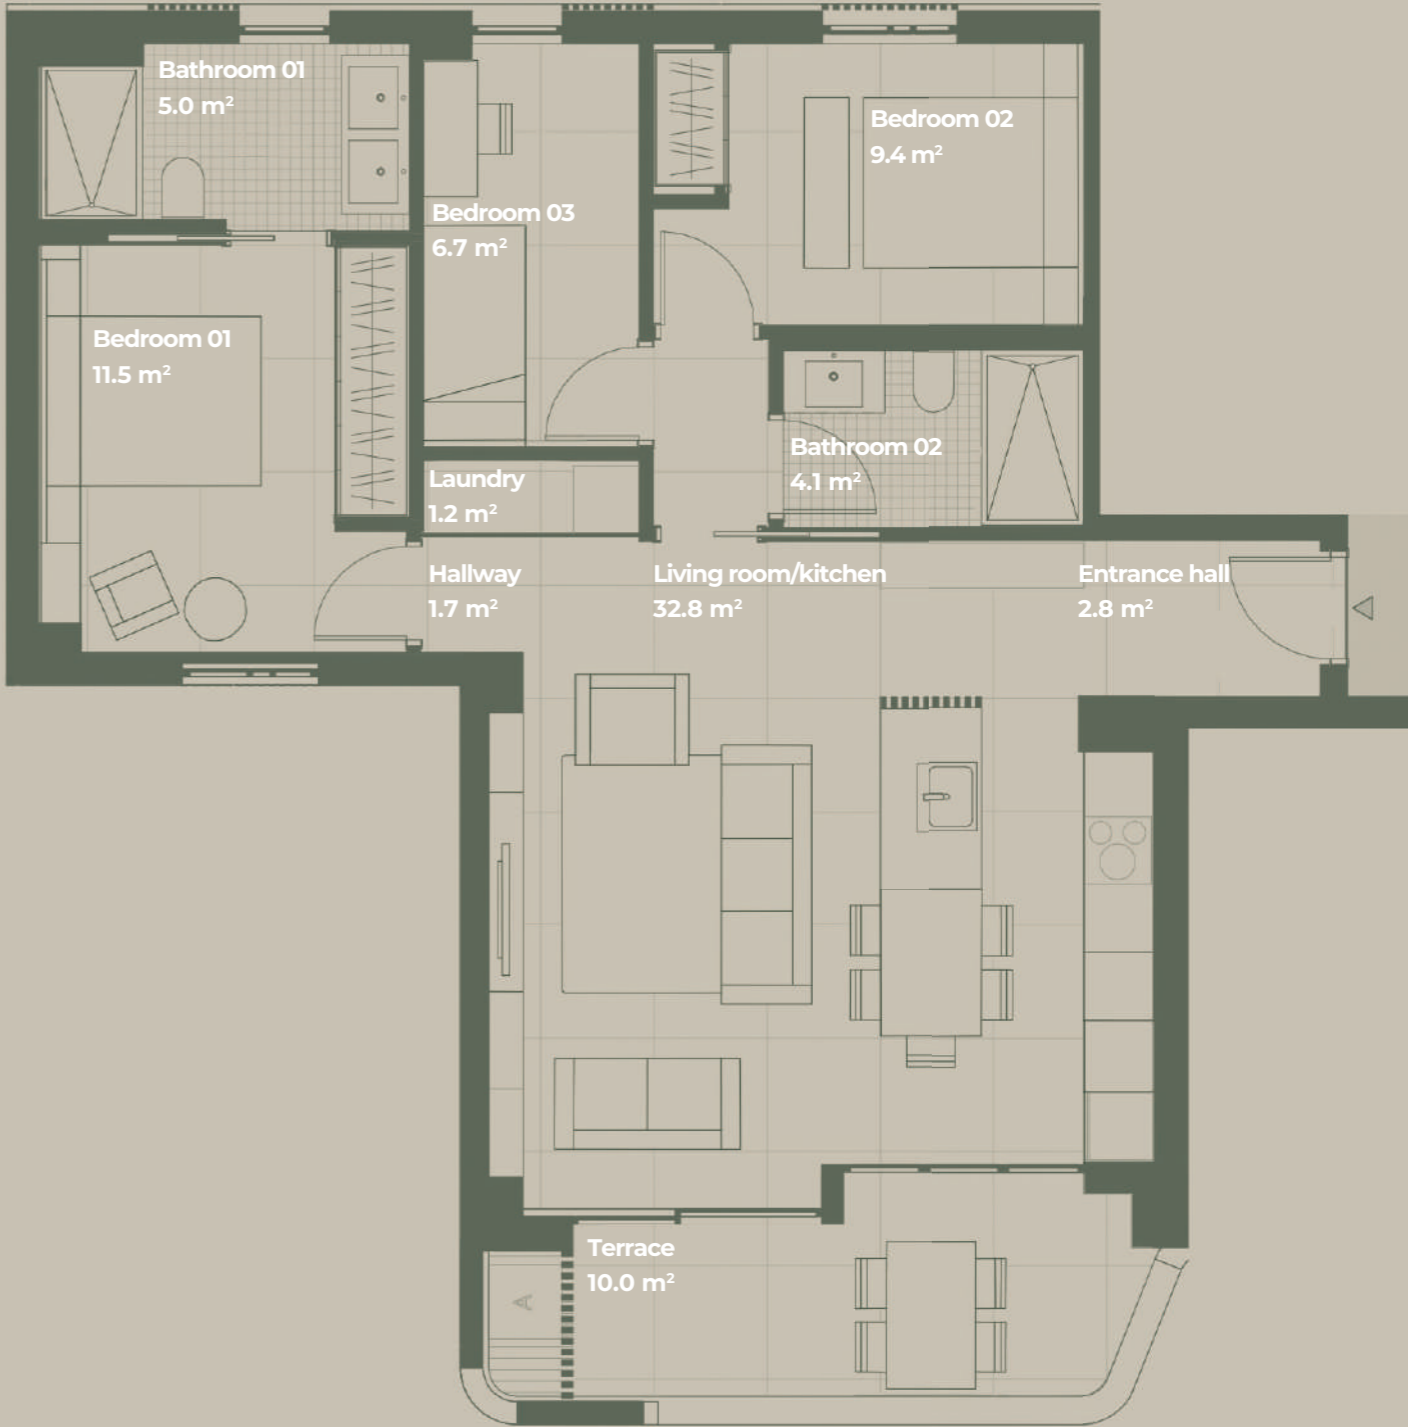 Bathroom 01
5.0 m²
Bedroom 02
9.4 m²
Bedroom 03
6.7 m²
Bedroom 01
11.5 m²
Bathroom 02
4.1 m²
Laundry
1.2 m²
Hallway
1.7 m²
Living room/kitchen
32.8 m²
Entrance hall
2.8 m²
Terrace
10.0 m²
A